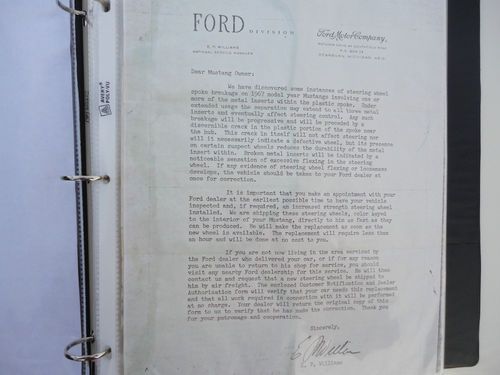 FORD DIVISION
Ford Motor Company,
E. P. WILLIAMS
NATIONAL SERVICE MANAGER
DEARBORN, MICHIGAN
Dear Mustang Owner:
We have discovered some instances of steering wheel
spoke breakage on 1967 model year Mustangs involving one or
more of the metal inserts within the plastic spoke. Under
extended usage the separation may extend to all three metal
inserts and eventually affect steering control. Any such
breakage will be progressive and will be preceded by a
discernible crack in the plastic portion of the spoke near
the hub. This crack in itself will not affect steering nor
will it necessarily indicate a defective wheel, but its presence
on certain suspect wheels reduces the durability of the metal
insert within. Broken metal inserts will be indicated by a
noticeable sensation of excessive flexing in the steering
wheel. If any evidence of steering wheel flexing or looseness
develops, the vehicle should be taken to your Ford dealer at
once for correction.
It is important that you make an appointment with your
Ford dealer at the earliest possible time to have your vehicle
inspected and, if required, an increased strength steering wheel
installed. We are shipping these steering wheels, color keyed
to the interior of your Mustang, directly to him as fast as they
can be produced. He will make the replacement as soon as the
new wheel is available. The replacement will require less than
an hour and will be done at no cost to you.
If you are not now living in the area serviced by
the Ford dealer who delivered your car, or if for any reason
you are unable to return to his shop for service, you should
visit any nearby Ford dealership for this service. He will then
contact us and request that a new steering wheel be shipped to
him by air freight. The enclosed Customer Notification and Dealer
Authorization Form will verify that your car needs this replacement
and that all work required in connection with it will be performed
at no charge. Your dealer will return the original copy of this
form to us to verify that he has made the correction. Thank you
for your patronage and cooperation.
Sincerely,
E. P. Williams
AVERY
POLY-VU